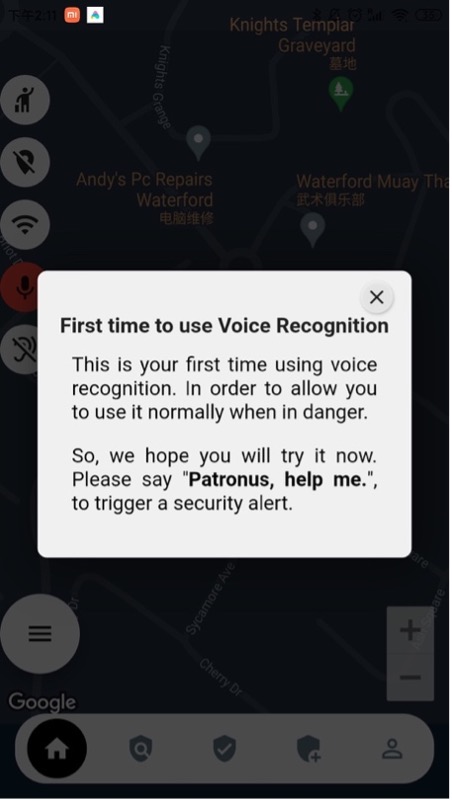 下午2:11
Knights Templar
Graveyard
墓地
Knights Grange
Andy's Pc Repairs
Waterford
电脑维修
Waterford Muay Tha
武术俱乐部
First time to use Voice Recognition
This is your first time using voice
recognition. In order to allow you
to use it normally when in danger.
So, we hope you will try it now.
Please say "Patronus, help me.",
to trigger a security alert.
Sycamore Ave
Cherry Dr
Dr
Google